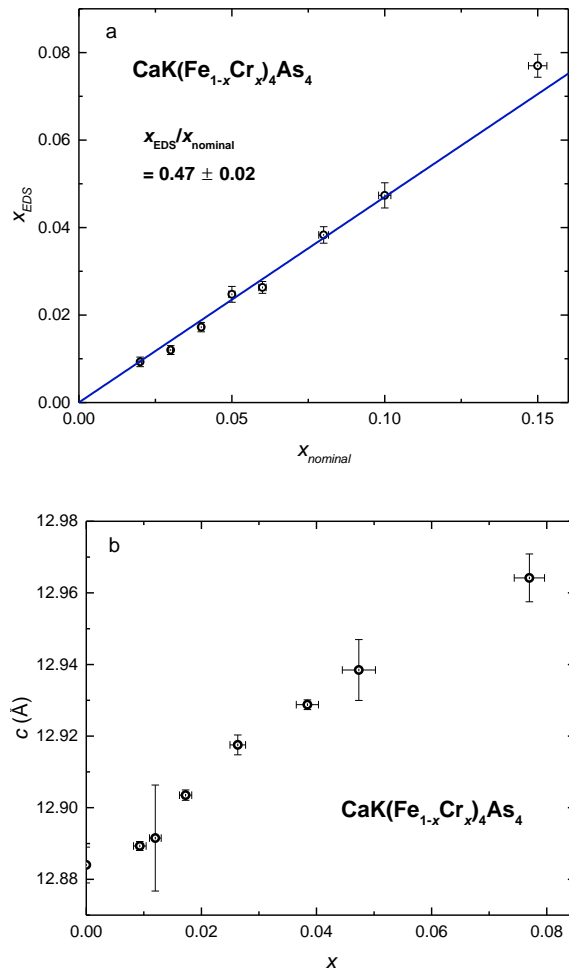 a
CaK(Fe1-xCrx)4As4
xEDS/xnominal
= 0.47 ± 0.02
xEDS
0.08
0.06
0.04
0.02
0.00
0.00 0.05 0.10 0.15
xnominal
b
CaK(Fe1-xCrx)4As4
c (Å)
12.98
12.96
12.94
12.92
12.90
12.88
0.00 0.02 0.04 0.06 0.08
x